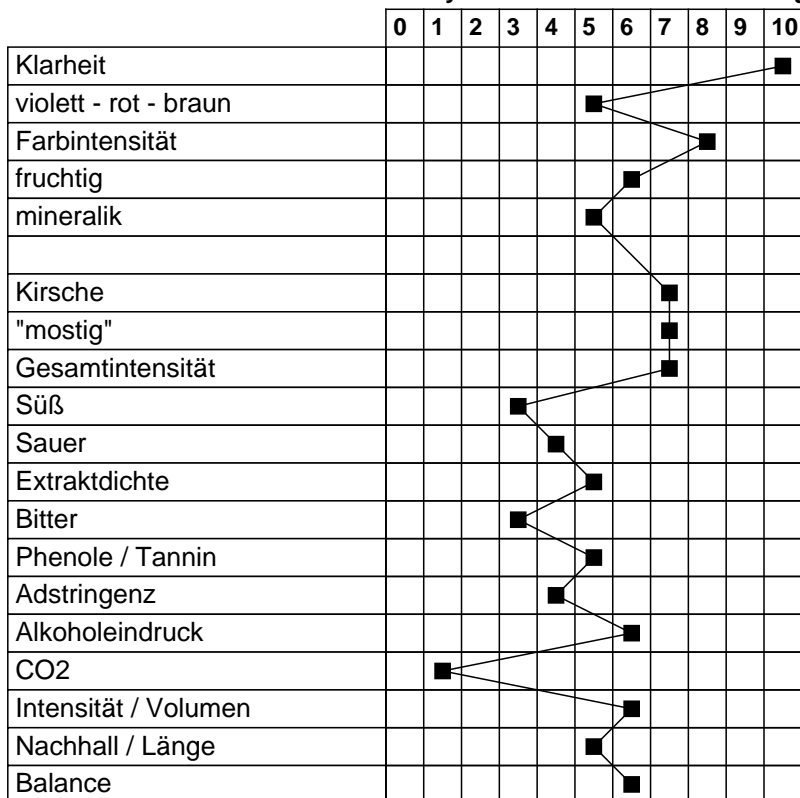 0 1 2 3 4 5 6 7 8 9 10
Klarheit
violett - rot - braun
Farbintensität
fruchtig
mineralik
Kirsche
"mostig"
Gesamtintensität
Süß
Sauer
Extraktdichte
Bitter
Phenole / Tannin
Adstringenz
Alkoholeindruck
CO2
Intensität / Volumen
Nachhall / Länge
Balance